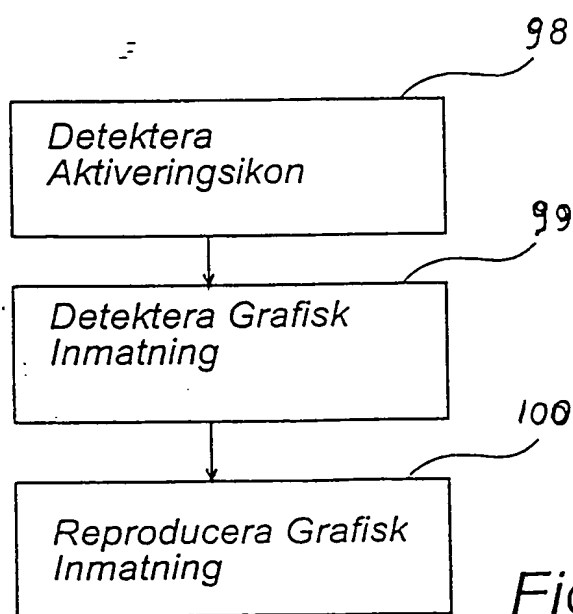 98
Detektera
Aktiveringsikon
99
Detektera Grafisk
Inmatning
100
Reproducera Grafisk
Inmatning